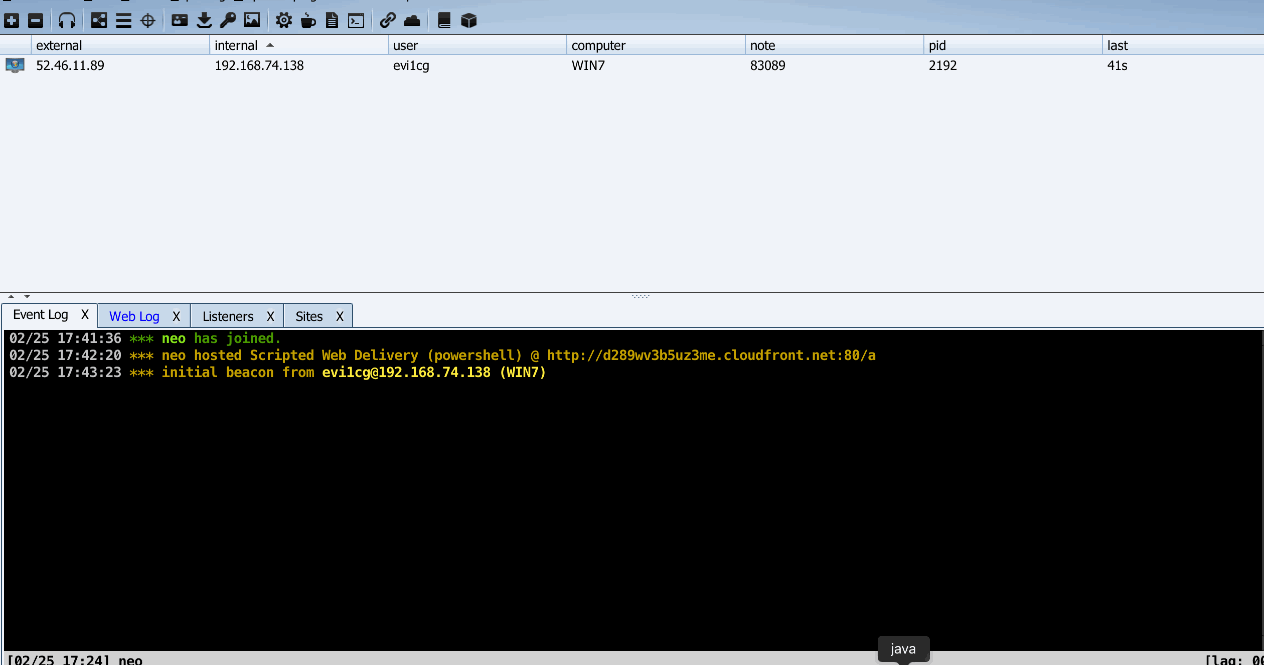 external internal user computer note pid last
52.46.11.89 192.168.74.138 evi1cg WIN7 83089 2192 41s
Event Log X Web Log X Listeners X Sites X
02/25 17:41:36 *** neo has joined.
02/25 17:42:20 *** neo hosted Scripted Web Delivery (powershell) @ http://d289wv3b5uz3me.cloudfront.net:80/a
02/25 17:43:23 *** initial beacon from evi1cg@192.168.74.138 (WIN7)
java
[02/25 17:24] neo [lag: 00